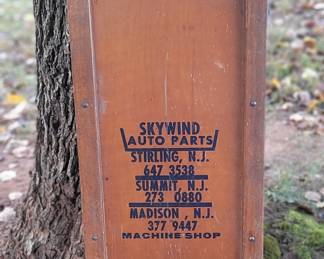 SKYWIND
AUTO PARTS
STIRLING, N.J.
647 3538
SUMMIT, N.J.
273 0880
MADISON , N.J.
377 9447
MACHINE SHOP